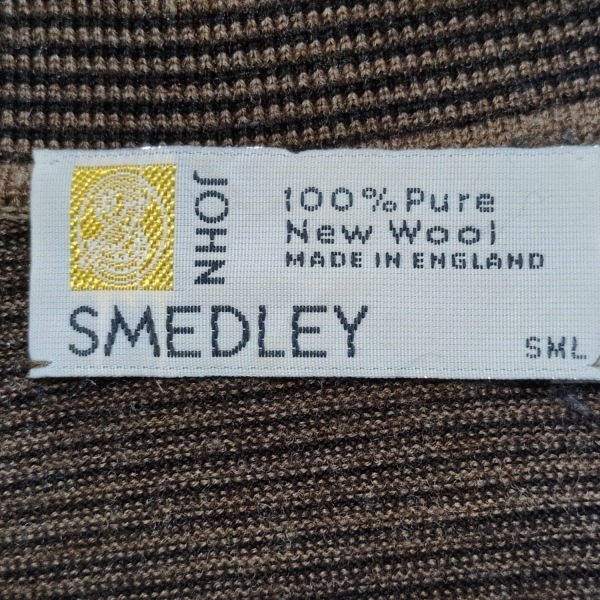 JOHN
SMEDLEY
100% Pure
New Wool
MADE IN ENGLAND
SML